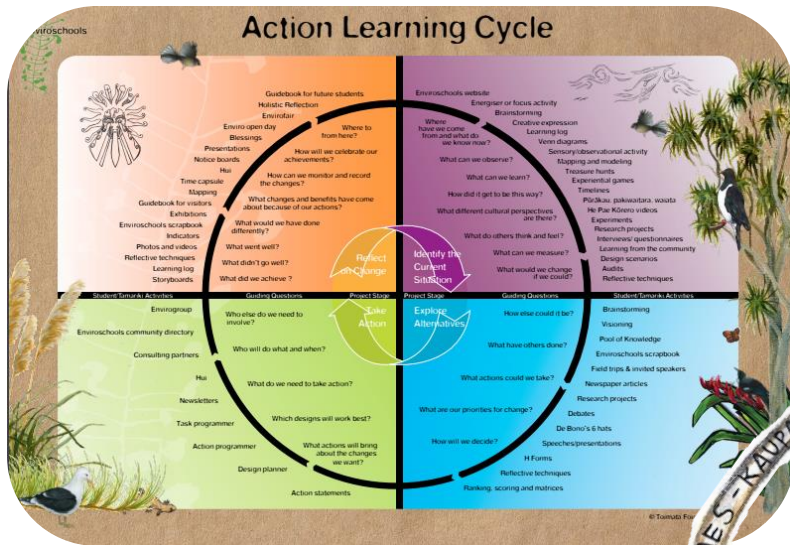 Enviroschools
Action Learning Cycle
Guidebook for future students
Holistic Reflection
Envirofair
Enviro-open day
Blessings
Presentations
Notice boards
Hui
Time capsule
Mapping
Guidebook for visitors
Exhibitions
Enviroschools scrapbook
Indicators
Photos and videos
Reflective techniques
Learning log
Storyboards
Where to
from here?
How will we celebrate our
achievements?
How can we monitor and record
the changes?
What changes and benefits have come
about because of our actions?
What would we have done
differently?
What went well?
What didn't go well?
What did we achieve ?
Reflect
on Change
Enviroschools website
Energiser or focus activity
Brainstorming
Creative expression
Learning log
Venn diagrams
Sensory/observational activity
Mapping and modeling
Treasure hunts
Experiential games
Timelines
Pūrākau, pakiwaitara, waiata
He Pae Kōrero videos
Experiments
Research projects
Interviews/ questionnaires
Learning from the community
Design scenarios
Audits
Reflective techniques
Where
have we come
from and what do
we know now?
What can we observe?
What can we learn?
How did it get to be this way?
What different cultural perspectives
are there?
What do others think and feel?
What can we measure?
What would we change
if we could?
Identify the
Current
Situation
Student/Tamariki Activities
Guiding Questions
Project Stage
Project Stage
Guiding Questions
Student/Tamariki Activities
Envirogroup
Enviroschools community directory
Consulting partners
Hui
Newsletters
Task programmer
Action programmer
Design planner
Action statements
Who else do we need to
involve?
Who will do what and when?
What do we need to take action?
Which designs will work best?
What actions will bring
about the changes
we want?
Take
Action
Explore
Alternatives
How else could it be?
What have others done?
What actions could we take?
What are our priorities for change?
How will we decide?
Brainstorming
Visioning
Pool of Knowledge
Enviroschools scrapbook
Field trips & invited speakers
Newspaper articles
Research projects
Debates
De Bono's 6 hats
Speeches/presentations
H Forms
Reflective techniques
Ranking, scoring and matrices
© Toimata